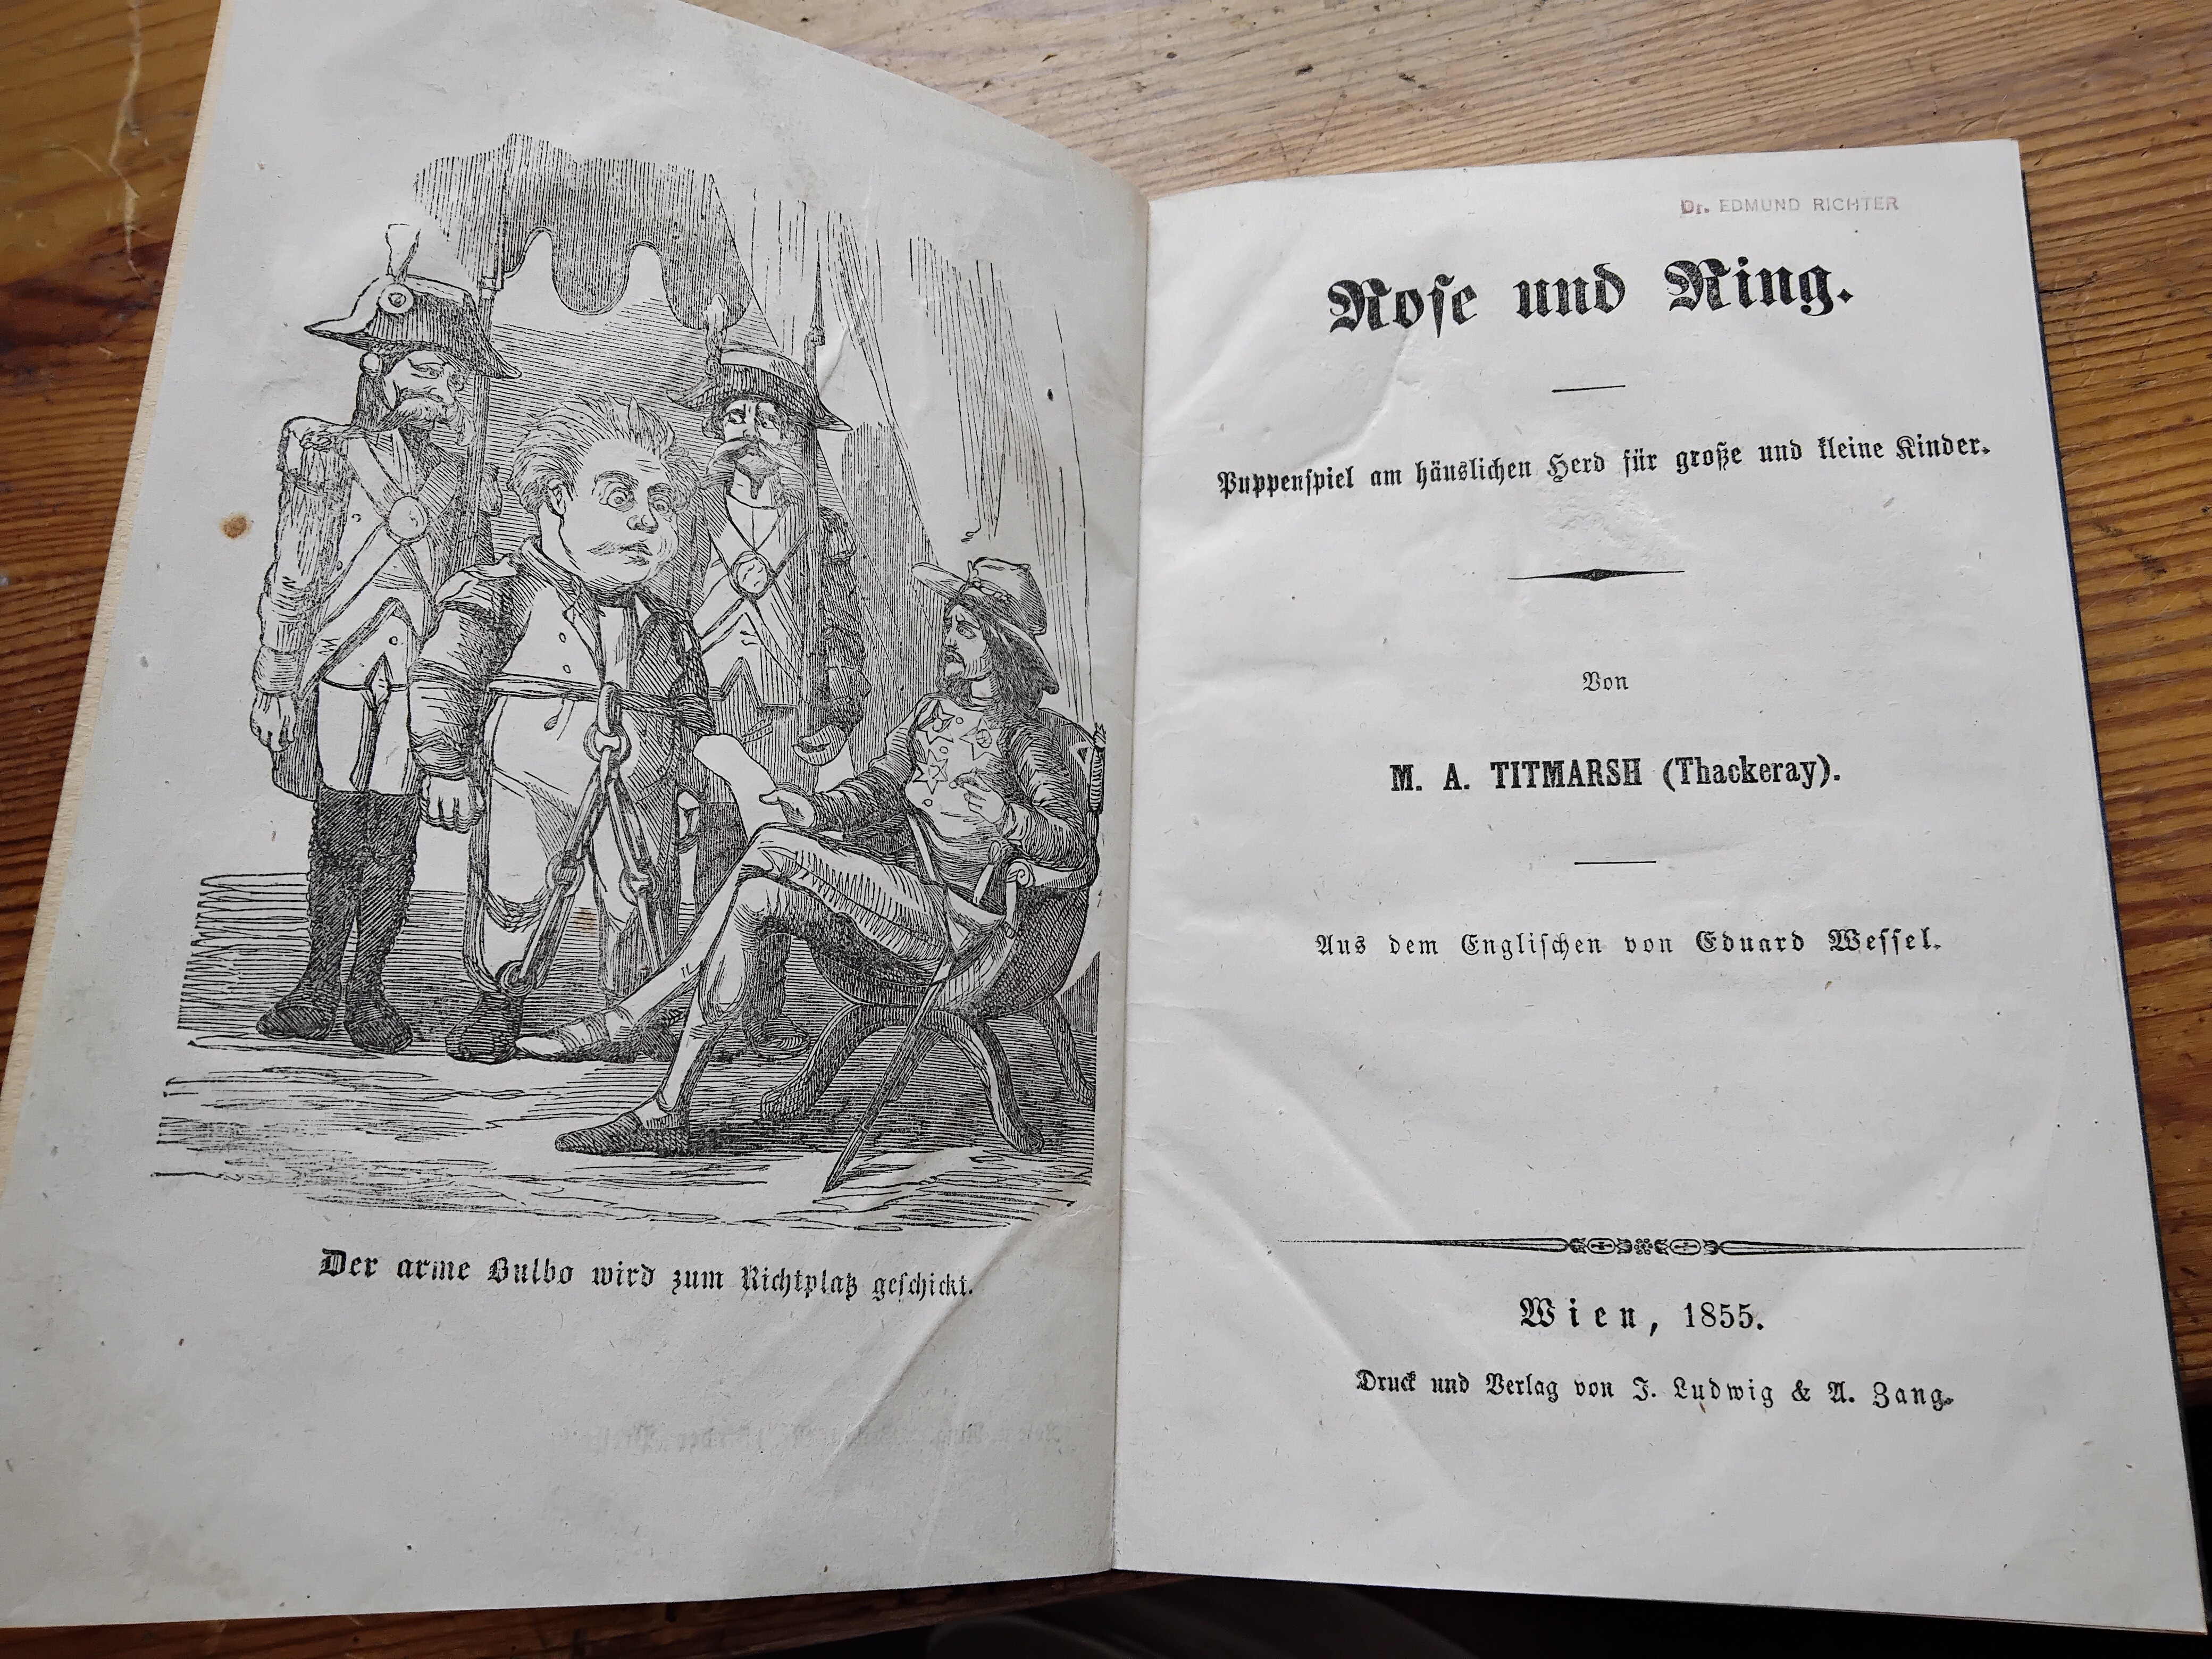 Der arme Bulbo wird zum Richtplatz geschickt.
Dr. EDMUND RICHTER
Rose und Ring.
Puppenspiel am häuslichen Herd für große und kleine Kinder.
Von
M. A. TITMARSH (Thackeray).
Aus dem Englischen von Eduard Wessel.
Wien, 1855.
Druck und Verlag von J. Ludwig & A. Zang.